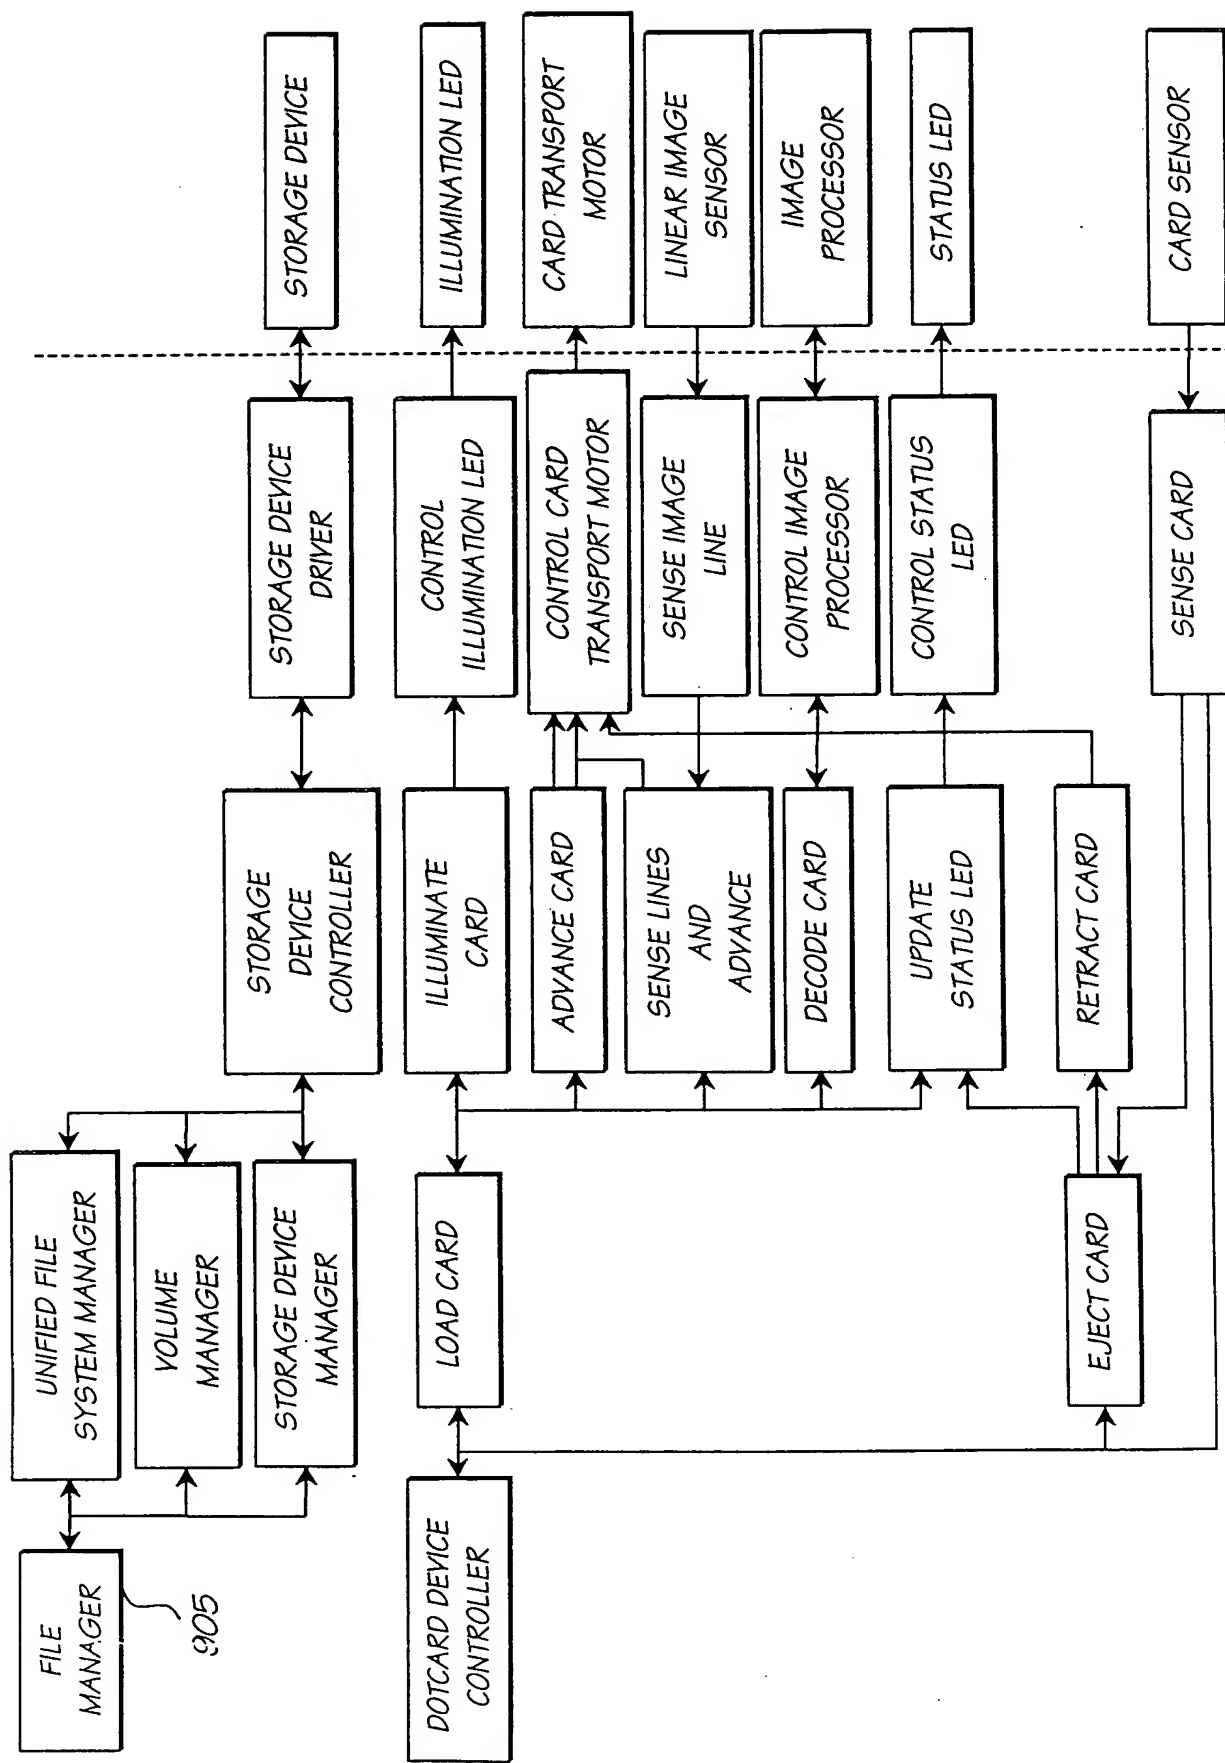 FILE
MANAGER
905
UNIFIED FILE
SYSTEM MANAGER
VOLUME
MANAGER
STORAGE DEVICE
MANAGER
STORAGE
DEVICE
CONTROLLER
STORAGE DEVICE
DRIVER
STORAGE DEVICE
DOTCARD DEVICE
CONTROLLER
LOAD CARD
ILLUMINATE
CARD
CONTROL
ILLUMINATION LED
ILLUMINATION LED
ADVANCE CARD
CONTROL CARD
TRANSPORT MOTOR
CARD TRANSPORT
MOTOR
SENSE LINES
AND
ADVANCE
SENSE IMAGE
LINE
LINEAR IMAGE
SENSOR
DECODE CARD
CONTROL IMAGE
PROCESSOR
IMAGE
PROCESSOR
UPDATE
STATUS LED
CONTROL STATUS
LED
STATUS LED
EJECT CARD
RETRACT CARD
SENSE CARD
CARD SENSOR